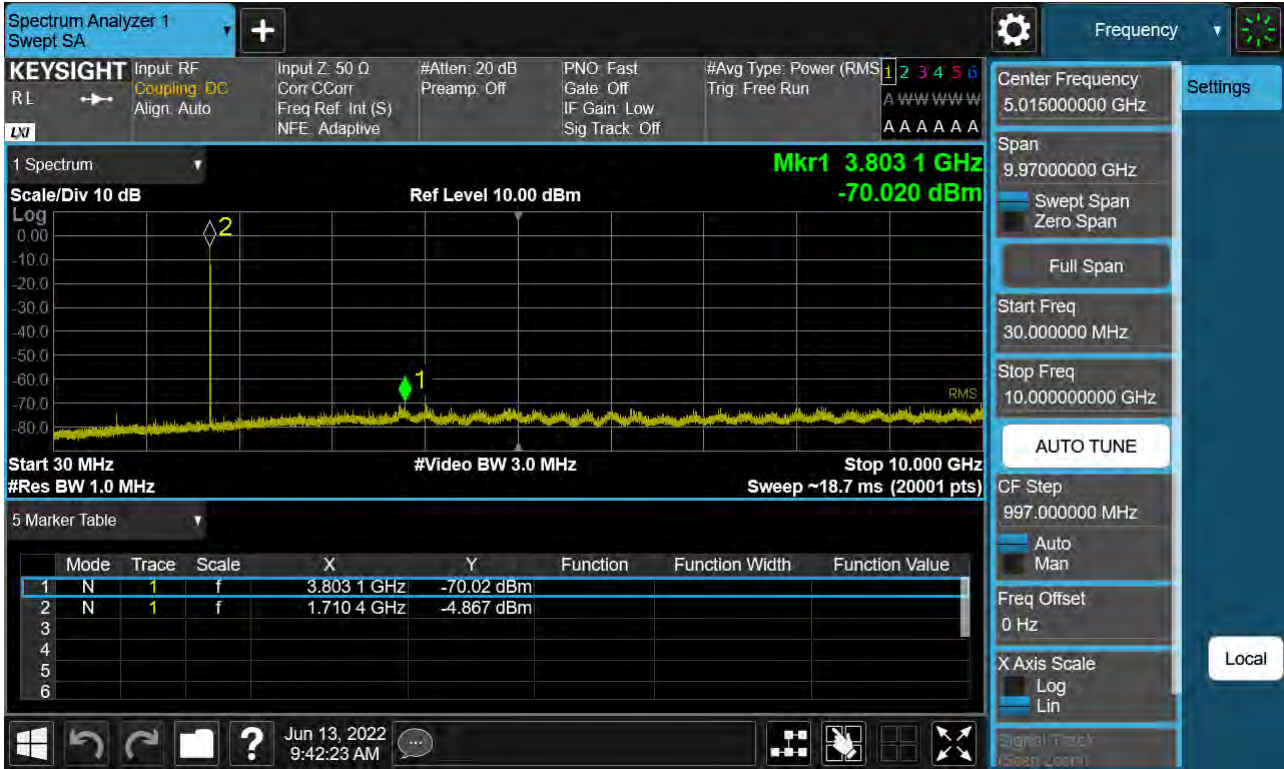 Spectrum Analyzer 1
Swept SA
Frequency
KEYSIGHT
RL
LXI
Input: RF
Coupling: DC
Align: Auto
Input Z: 50 Ω
Corr CCorr
Freq Ref: Int (S)
NFE: Adaptive
#Atten: 20 dB
Preamp: Off
PNO: Fast
Gate: Off
IF Gain: Low
Sig Track: Off
#Avg Type: Power (RMS
Trig: Free Run
1 2 3 4 5 6
A W W W W W
A A A A A A
1 Spectrum
Scale/Div 10 dB
Ref Level 10.00 dBm
Mkr1 3.803 1 GHz
-70.020 dBm
Log
0.00
-10.0
-20.0
-30.0
-40.0
-50.0
-60.0
-70.0
-80.0
2
1
RMS
Start 30 MHz
#Video BW 3.0 MHz
Stop 10.000 GHz
#Res BW 1.0 MHz
Sweep ~18.7 ms (20001 pts)
5 Marker Table
Mode Trace Scale X Y Function Function Width Function Value
1 N 1 f 3.803 1 GHz -70.02 dBm
2 N 1 f 1.710 4 GHz -4.867 dBm
3
4
5
6
Jun 13, 2022
9:42:23 AM
Center Frequency
5.015000000 GHz
Span
9.97000000 GHz
Swept Span
Zero Span
Full Span
Start Freq
30.000000 MHz
Stop Freq
10.000000000 GHz
AUTO TUNE
CF Step
997.000000 MHz
Auto
Man
Freq Offset
0 Hz
X Axis Scale
Log
Lin
Signal Track
(Span Zoom)
Settings
Local